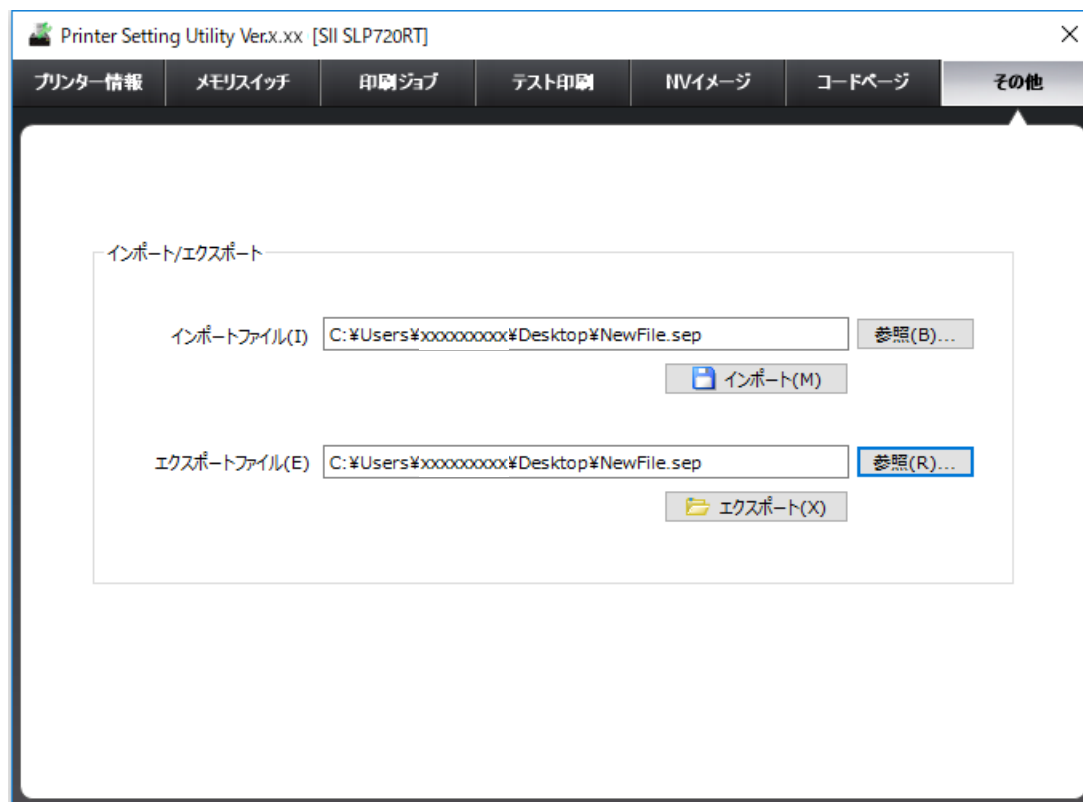 Printer Setting Utility Ver.x.xx [SII SLP720RT]
プリンター情報 メモリスイッチ 印刷ジョブ テスト印刷 NVイメージ コードページ その他
インポート/エクスポート
インポートファイル(I) C:¥Users¥xxxxxxxxx¥Desktop¥NewFile.sep 参照(B)...
インポート(M)
エクスポートファイル(E) C:¥Users¥xxxxxxxxx¥Desktop¥NewFile.sep 参照(R)...
エクスポート(X)